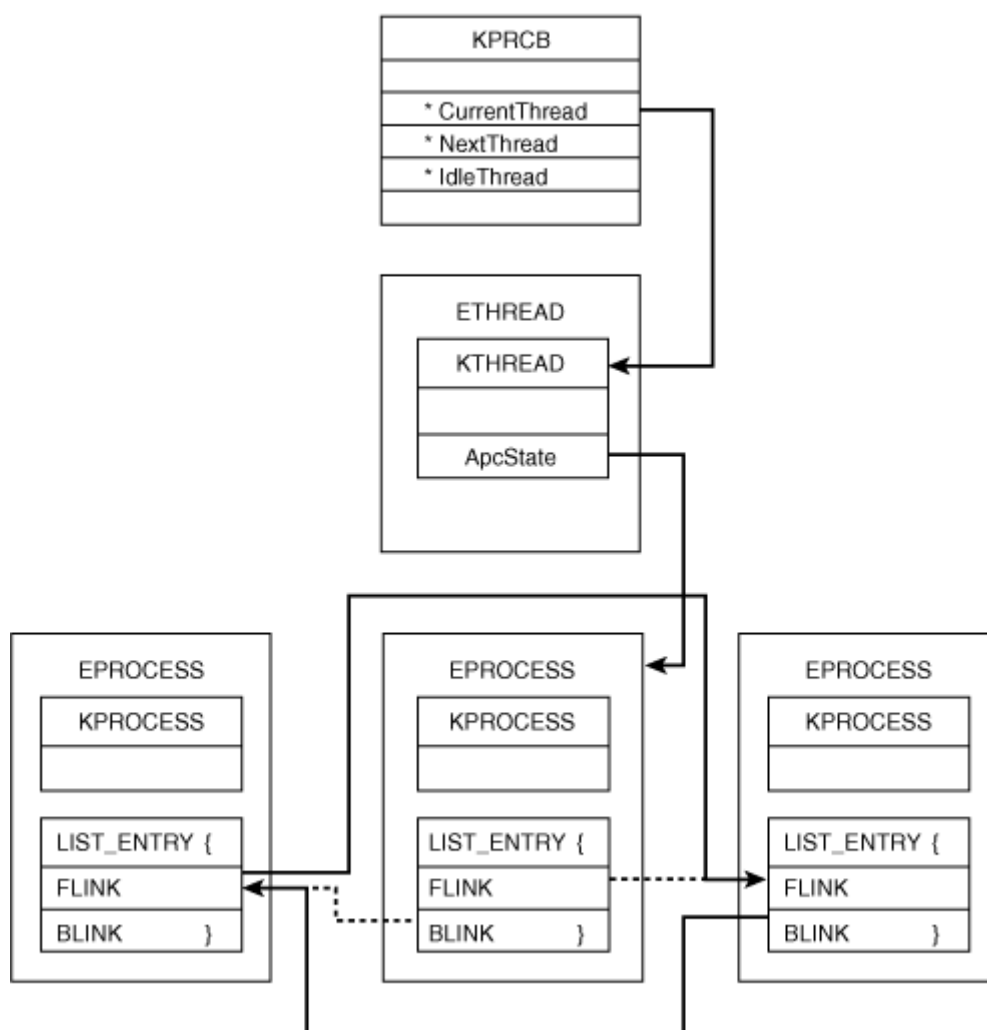 KPRCB
* CurrentThread
* NextThread
* IdleThread
ETHREAD
KTHREAD
ApcState
EPROCESS
KPROCESS
LIST_ENTRY {
FLINK
BLINK }
EPROCESS
KPROCESS
LIST_ENTRY {
FLINK
BLINK }
EPROCESS
KPROCESS
LIST_ENTRY {
FLINK
BLINK }